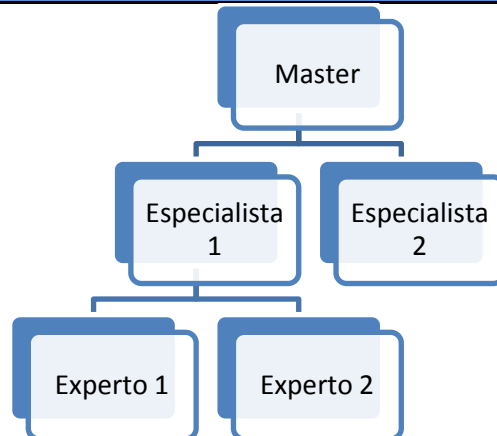 Master
Especialista
1
Especialista
2
Experto 1
Experto 2